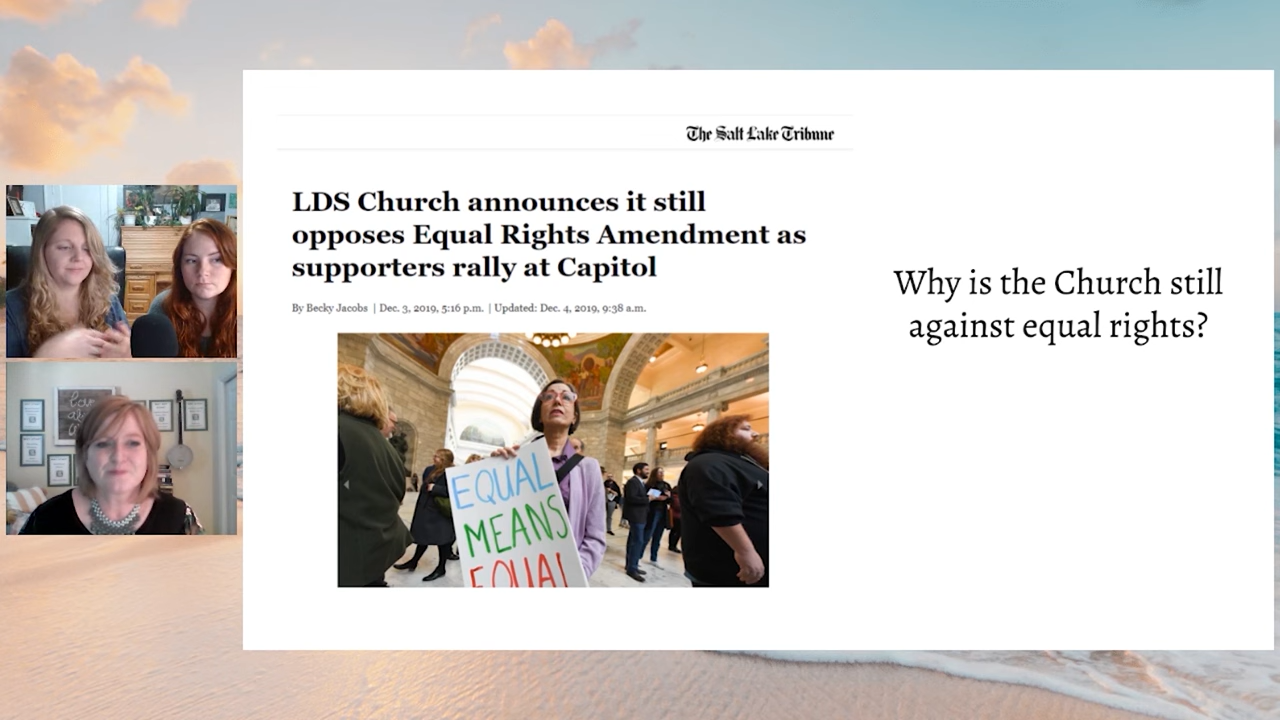 The Salt Lake Tribune
LDS Church announces it still
opposes Equal Rights Amendment as
supporters rally at Capitol
By Becky Jacobs | Dec. 3, 2019, 5:16 p.m. | Updated: Dec. 4, 2019, 9:38 a.m.
EQUAL
MEANS
EQUAL
Why is the Church still
against equal rights?